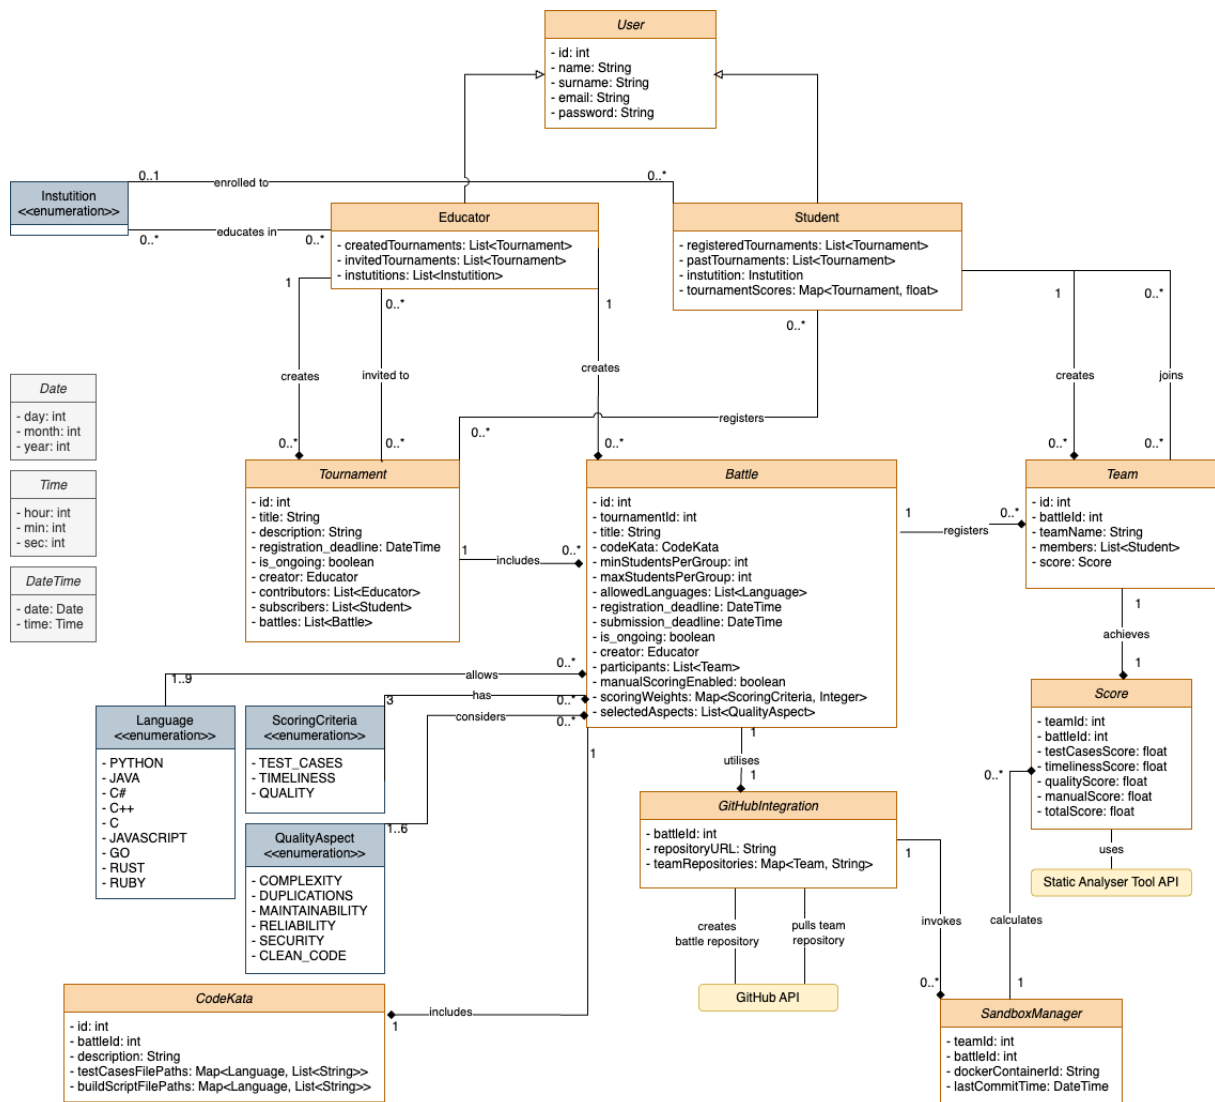 User
- id: int
- name: String
- surname: String
- email: String
- password: String
Instutition
<<enumeration>>
0..1
enrolled to
0..*
0..*
educates in
0..*
Educator
- createdTournaments: List<Tournament>
- invitedTournaments: List<Tournament>
- instutitions: List<Instutition>
Student
- registeredTournaments: List<Tournament>
- pastTournaments: List<Tournament>
- instutition: Instutition
- tournamentScores: Map<Tournament, float>
1
0..*
1
0..*
1
0..*
creates
invited to
creates
creates
joins
registers
0..*
0..*
0..*
0..*
0..*
0..*
Date
- day: int
- month: int
- year: int
Time
- hour: int
- min: int
- sec: int
DateTime
- date: Date
- time: Time
Tournament
- id: int
- title: String
- description: String
- registration_deadline: DateTime
- is_ongoing: boolean
- creator: Educator
- contributors: List<Educator>
- subscribers: List<Student>
- battles: List<Battle>
1
includes
0..*
Battle
- id: int
- tournamentId: int
- title: String
- codeKata: CodeKata
- minStudentsPerGroup: int
- maxStudentsPerGroup: int
- allowedLanguages: List<Language>
- registration_deadline: DateTime
- submission_deadline: DateTime
- is_ongoing: boolean
- creator: Educator
- participants: List<Team>
- manualScoringEnabled: boolean
- scoringWeights: Map<ScoringCriteria, Integer>
- selectedAspects: List<QualityAspect>
1
registers
0..*
Team
- id: int
- battleId: int
- teamName: String
- members: List<Student>
- score: Score
1
achieves
1
Score
- teamId: int
- battleId: int
- testCasesScore: float
- timelinessScore: float
- qualityScore: float
- manualScore: float
- totalScore: float
uses
Static Analyser Tool API
1..9
allows
0..*
3
has
0..*
considers
0..*
1..6
Language
<<enumeration>>
- PYTHON
- JAVA
- C#
- C++
- C
- JAVASCRIPT
- GO
- RUST
- RUBY
ScoringCriteria
<<enumeration>>
- TEST_CASES
- TIMELINESS
- QUALITY
QualityAspect
<<enumeration>>
- COMPLEXITY
- DUPLICATIONS
- MAINTAINABILITY
- RELIABILITY
- SECURITY
- CLEAN_CODE
1
utilises
1
GitHubIntegration
- battleId: int
- repositoryURL: String
- teamRepositories: Map<Team, String>
creates
battle repository
pulls team
repository
GitHub API
1
invokes
0..*
0..*
calculates
1
SandboxManager
- teamId: int
- battleId: int
- dockerContainerId: String
- lastCommitTime: DateTime
1
includes
1
CodeKata
- id: int
- battleId: int
- description: String
- testCasesFilePaths: Map<Language, List<String>>
- buildScriptFilePaths: Map<Language, List<String>>